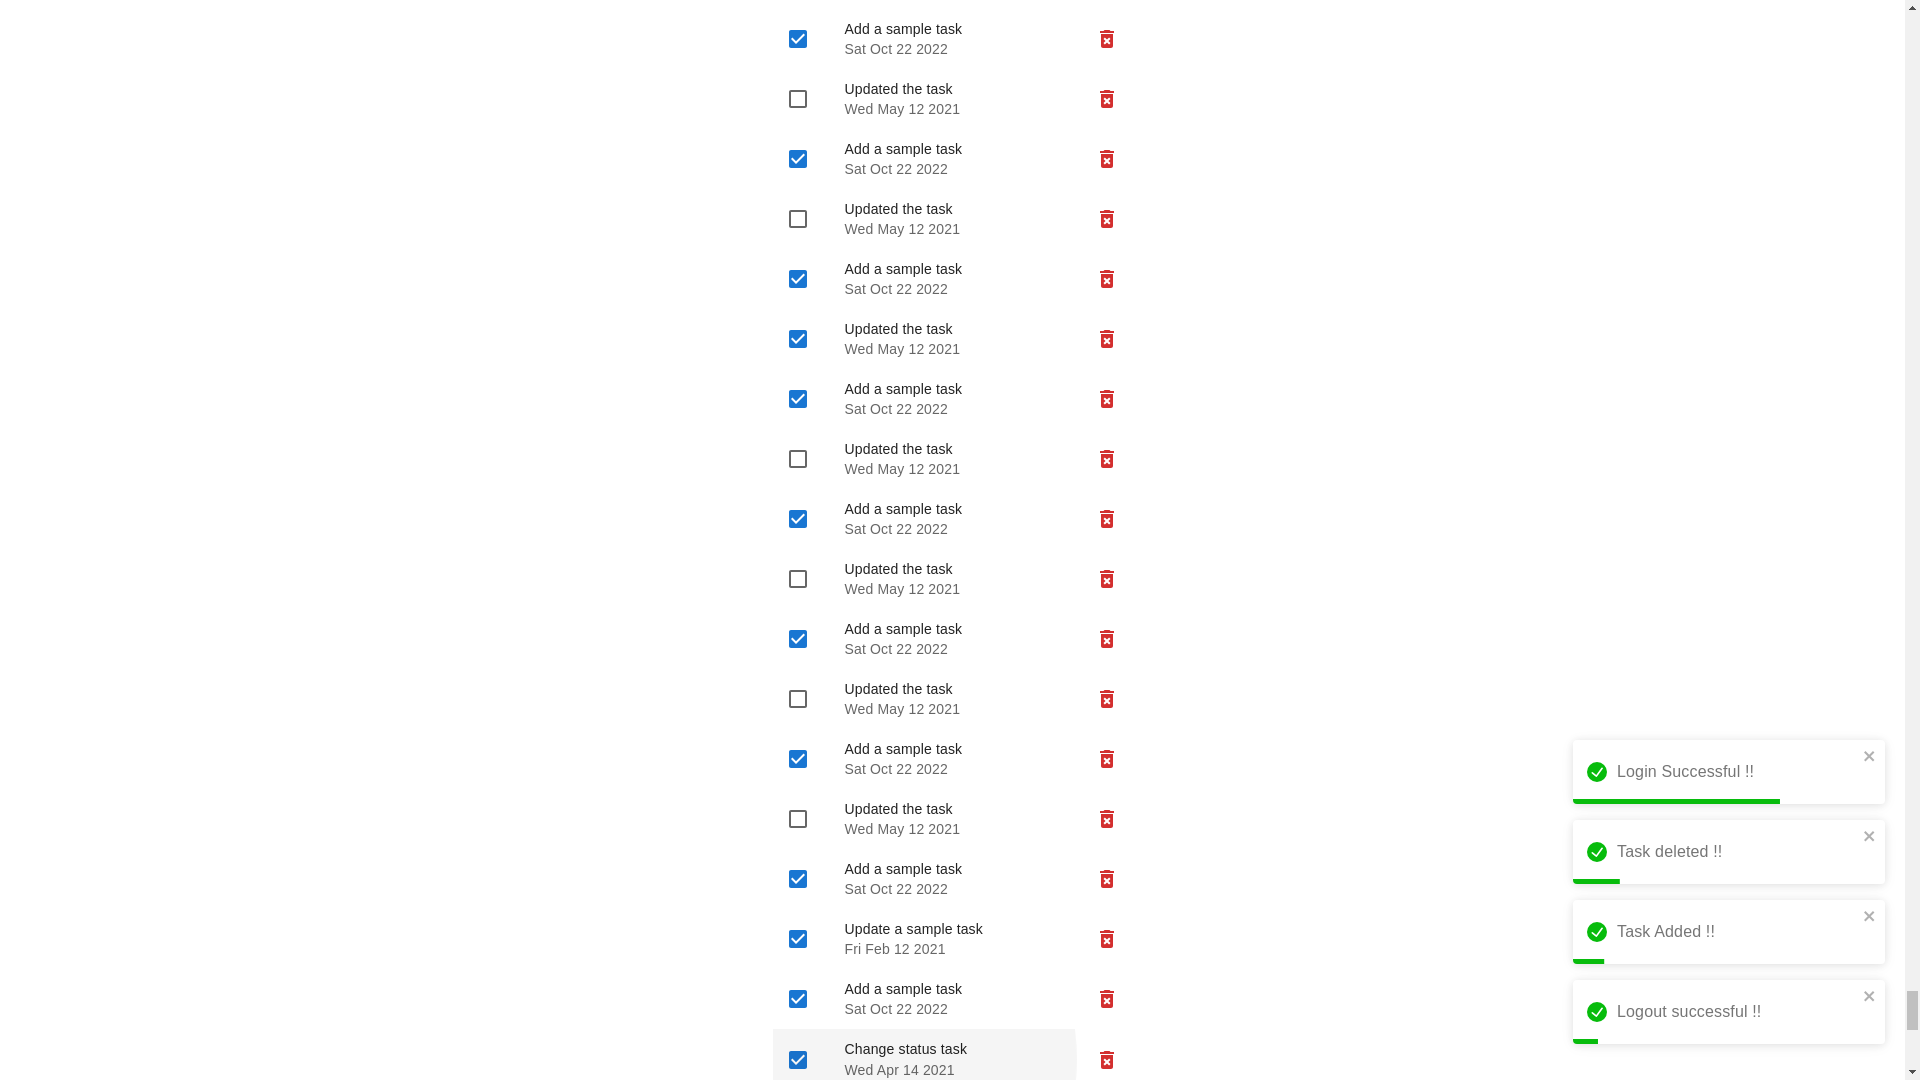 Add a sample task
Sat Oct 22 2022
Updated the task
Wed May 12 2021
Add a sample task
Sat Oct 22 2022
Updated the task
Wed May 12 2021
Add a sample task
Sat Oct 22 2022
Updated the task
Wed May 12 2021
Add a sample task
Sat Oct 22 2022
Updated the task
Wed May 12 2021
Add a sample task
Sat Oct 22 2022
Updated the task
Wed May 12 2021
Add a sample task
Sat Oct 22 2022
Updated the task
Wed May 12 2021
Add a sample task
Sat Oct 22 2022
Updated the task
Wed May 12 2021
Add a sample task
Sat Oct 22 2022
Update a sample task
Fri Feb 12 2021
Add a sample task
Sat Oct 22 2022
Change status task
Wed Apr 14 2021
Login Successful !!
Task deleted !!
Task Added !!
Logout successful !!